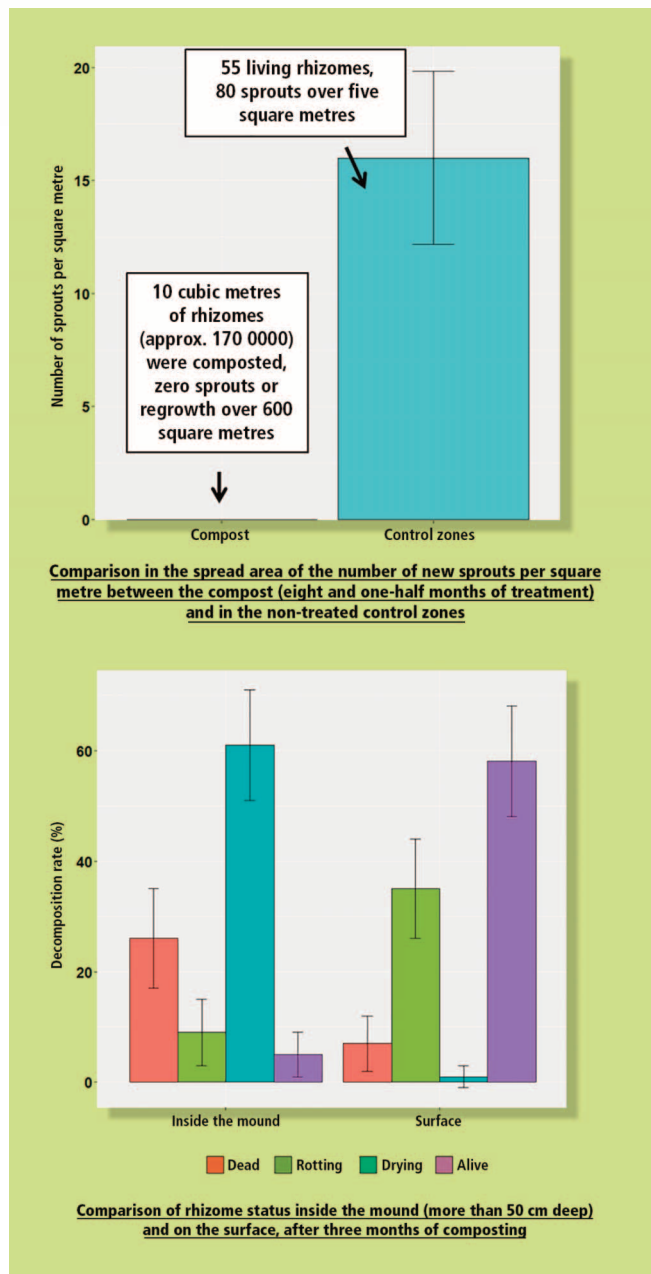 20
55 living rhizomes,
80 sprouts over five
square metres
Number of sprouts per square metre
15
10
10 cubic metres
of rhizomes
(approx. 170 0000)
were composted,
zero sprouts or
regrowth over 600
square metres
5
0
Compost
Control zones
Comparison in the spread area of the number of new sprouts per square
metre between the compost (eight and one-half months of treatment)
and in the non-treated control zones
Decomposition rate (%)
60
40
20
0
Inside the mound
Surface
Dead
Rotting
Drying
Alive
Comparison of rhizome status inside the mound (more than 50 cm deep)
and on the surface, after three months of composting